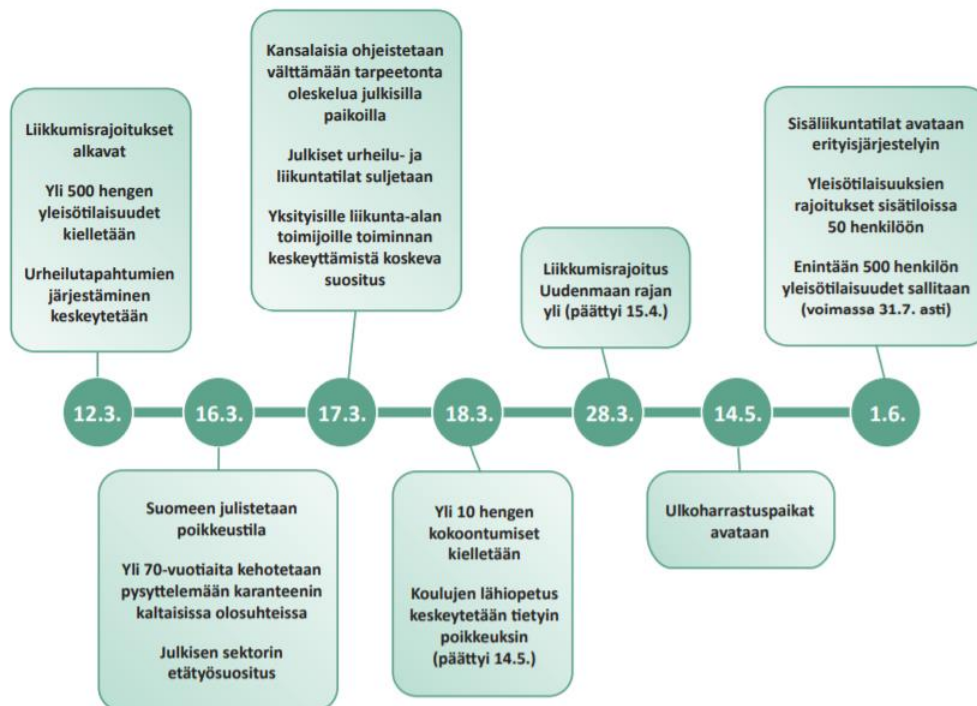 Liikkumisrajoitukset
alkavat
Yli 500 hengen
yleisötilaisuudet
kielletään
Urheilutapahtumien
järjestäminen
keskeytetään
Kansalaisia ohjeistetaan
välttämään tarpeetonta
oleskelua julkisilla
paikoilla
Julkiset urheilu- ja
liikuntatilat suljetaan
Yksityisille liikunta-alan
toimijoille toiminnan
keskeyttämistä koskeva
suositus
Liikkumisrajoitus
Uudenmaan rajan
yli (päättyi 15.4.)
Sisäliikuntatilat avataan
erityisjärjestelyin
Yleisötilaisuuksien
rajoitukset sisätiloissa
50 henkilöön
Enintään 500 henkilön
yleisötilaisuudet sallitaan
(voimassa 31.7. asti)
12.3.
16.3.
17.3.
18.3.
28.3.
14.5.
1.6.
Suomeen julistetaan
poikkeustila
Yli 70-vuotiaita kehotetaan
pysyttelemään karanteenin
kaltaisissa olosuhteissa
Julkisen sektorin
etätyösuositus
Yli 10 hengen
kokoontumiset
kielletään
Koulujen lähiopetus
keskeytetään tietyin
poikkeuksin
(päättyi 14.5.)
Ulkoharrastuspaikat
avataan